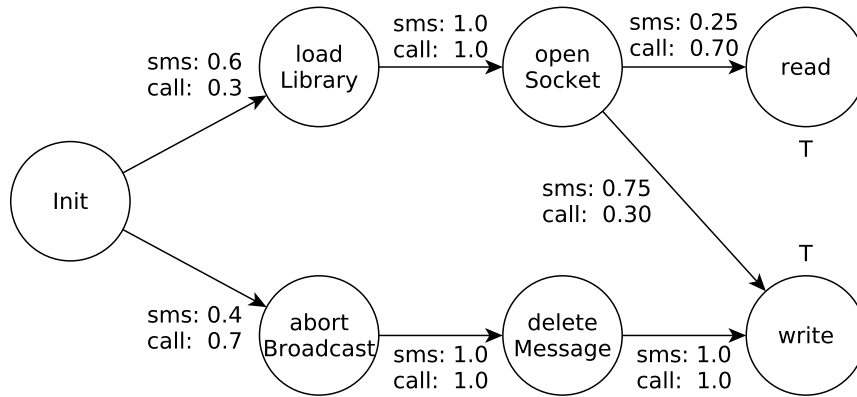 sms: 0.6
call:  0.3
load
Library
sms: 1.0
call:  1.0
open
Socket
sms: 0.25
call:  0.70
read
T
Init
sms: 0.75
call:  0.30
T
sms: 0.4
call:  0.7
abort
Broadcast
sms: 1.0
call:  1.0
delete
Message
sms: 1.0
call:  1.0
write